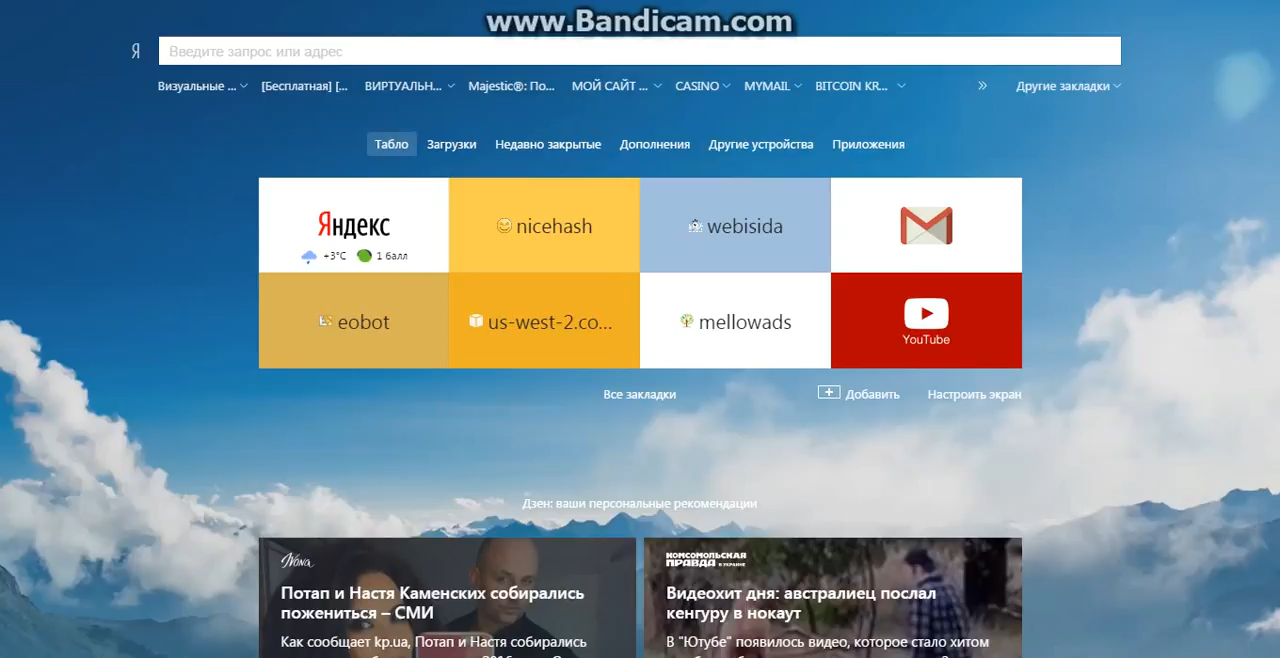 www.Bandicam.com
Я Введите запрос или адрес
Визуальные ... [Бесплатная] [... ВИРТУАЛЬН... Majestic®: По... МОЙ САЙТ ... CASINO MYMAIL BITCOIN KR... » Другие закладки
Табло Загрузки Недавно закрытые Дополнения Другие устройства Приложения
Яндекс
+3°C 1 балл
nicehash
webisida
eobot
us-west-2.co...
mellowads
YouTube
Все закладки
Добавить
Настроить экран
Дзен: ваши персональные рекомендации
Nona
Потап и Настя Каменских собирались
пожениться – СМИ
Как сообщает kp.ua, Потап и Настя собирались
КОМСОМОЛЬСКАЯ
ПРАВДА В УКРАИНЕ
Видеохит дня: австралиец послал
кенгуру в нокаут
В "Ютубе" появилось видео, которое стало хитом